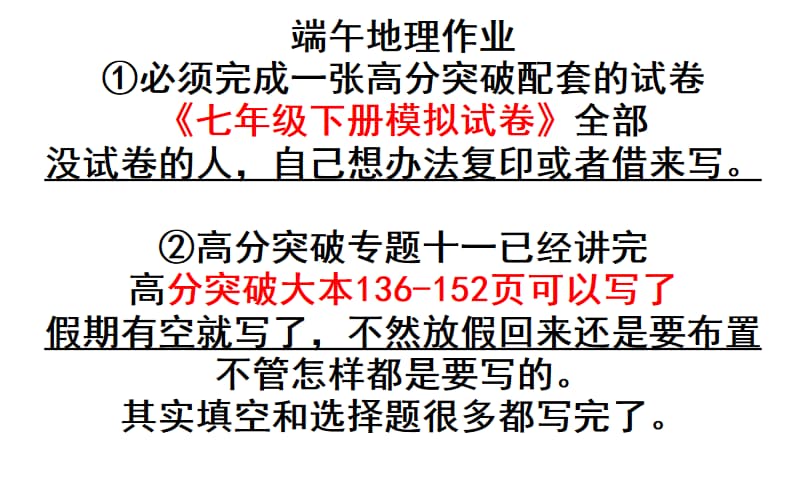 端午地理作业
①必须完成一张高分突破配套的试卷
《七年级下册模拟试卷》全部
没试卷的人，自己想办法复印或者借来写。
②高分突破专题十一已经讲完
高分突破大本136-152页可以写了
假期有空就写了，不然放假回来还是要布置
不管怎样都是要写的。
其实填空和选择题很多都写完了。